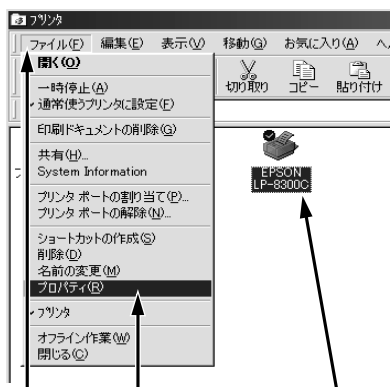 プリンタ
ファイル(F) 編集(E) 表示(V) 移動(G) お気に入り(A)
開く(O)
一時停止(A)
通常使うプリンタに設定(F)
印刷ドキュメントの削除(G)
共有(H)...
System Information
プリンタ ポートの割り当て(P)...
プリンタ ポートの解除(N)...
ショートカットの作成(S)
削除(D)
名前の変更(M)
プロパティ(R)
プリンタ
オフライン作業(W)
閉じる(C)
切り取り コピー 貼り付け
EPSON
LP-8300C